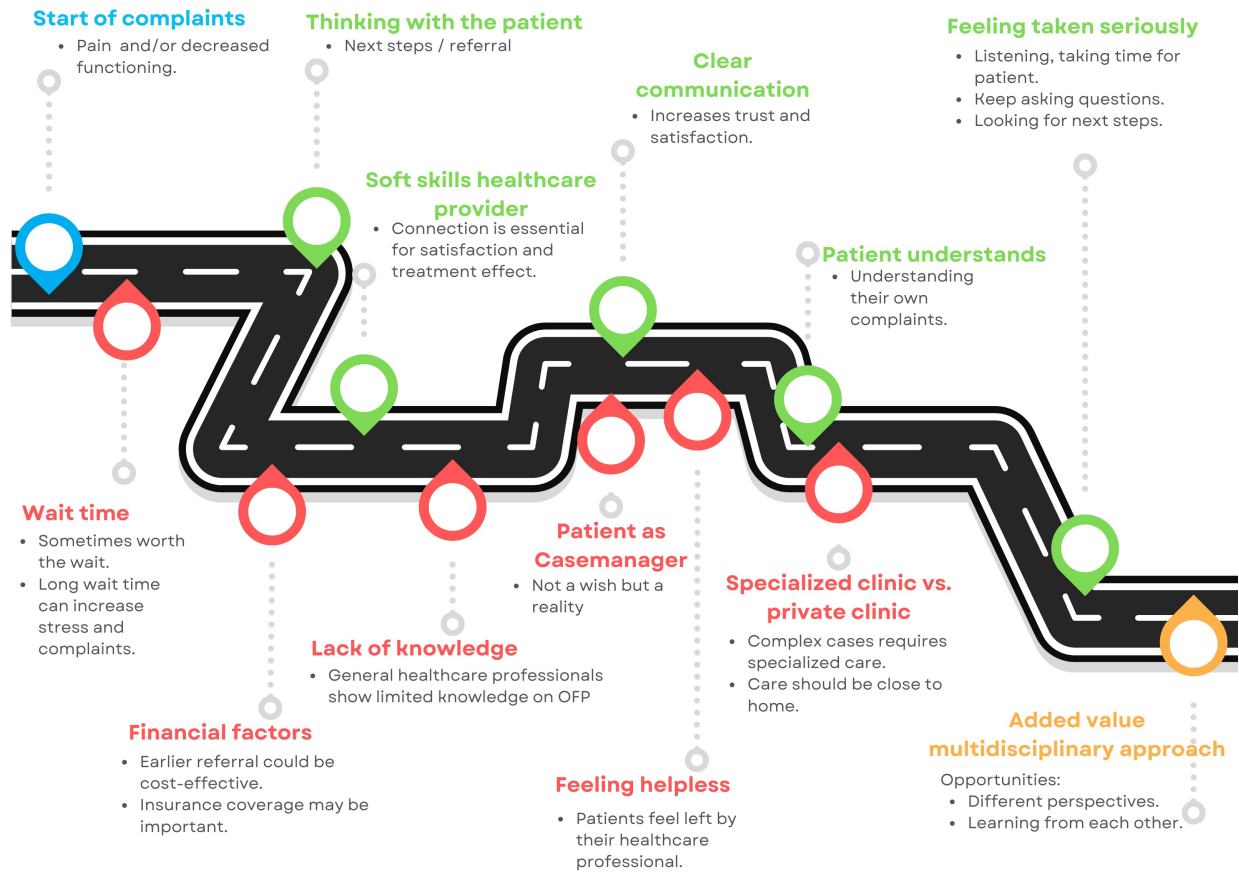 Start of complaints
• Pain and/or decreased
functioning.
Thinking with the patient
• Next steps / referral
Clear
communication
• Increases trust and
satisfaction.
Feeling taken seriously
• Listening, taking time for
patient.
• Keep asking questions.
• Looking for next steps.
Soft skills healthcare
provider
• Connection is essential
for satisfaction and
treatment effect.
Patient understands
• Understanding
their own
complaints.
Wait time
• Sometimes worth
the wait.
• Long wait time
can increase
stress and
complaints.
Financial factors
• Earlier referral could be
cost-effective.
• Insurance coverage may be
important.
Lack of knowledge
• General healthcare professionals
show limited knowledge on OFP
Patient as
Casemanager
• Not a wish but a
reality
Feeling helpless
• Patients feel left by
their healthcare
professional.
Specialized clinic vs.
private clinic
• Complex cases requires
specialized care.
• Care should be close to
home.
Added value
multidisciplinary approach
Opportunities:
• Different perspectives.
• Learning from each other.